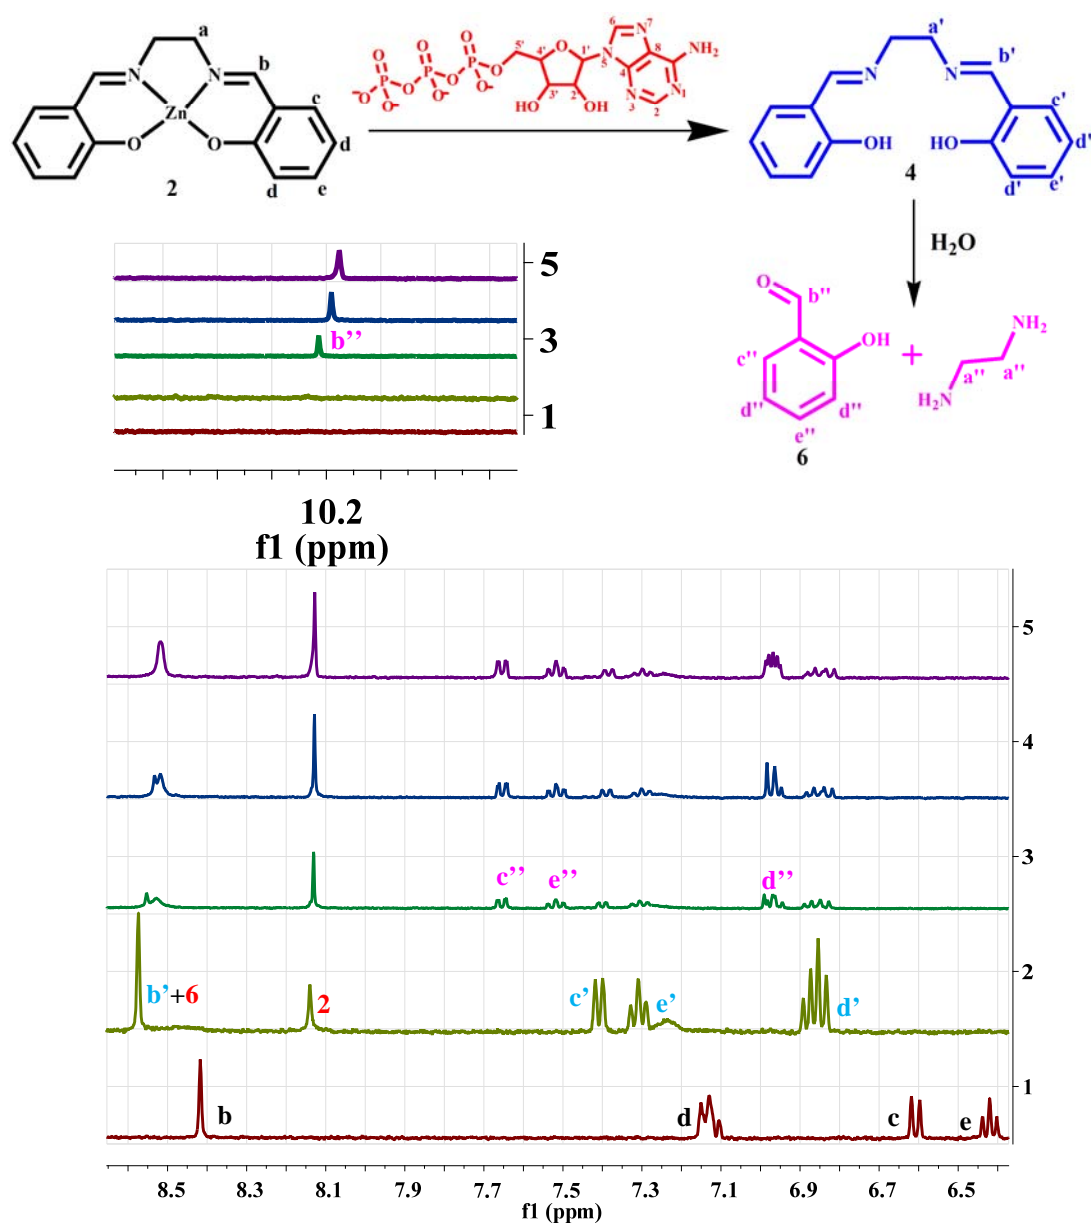 a
b
N
N
Zn
O
O
c
d
d
e
2
O
O
O
P
P
P
⁻O
O
O
O
O⁻
O⁻
O⁻
5'
4'
O
1'
3'
2'
HO
OH
6
N7
8
5
N
4
N
3
2
N1
NH₂
a'
b'
N
N
OH
HO
c'
d'
d'
e'
4
H₂O
O
b''
OH
c''
d''
d''
e''
6
+
NH₂
a''
a''
H₂N
5
3
b’’
1
10.2
f1 (ppm)
5
4
3
c’’
e’’
d’’
2
b’+6
2
c’
e’
d’
1
b
d
c
e
8.5 8.3 8.1 7.9 7.7 7.5 7.3 7.1 6.9 6.7 6.5
f1 (ppm)